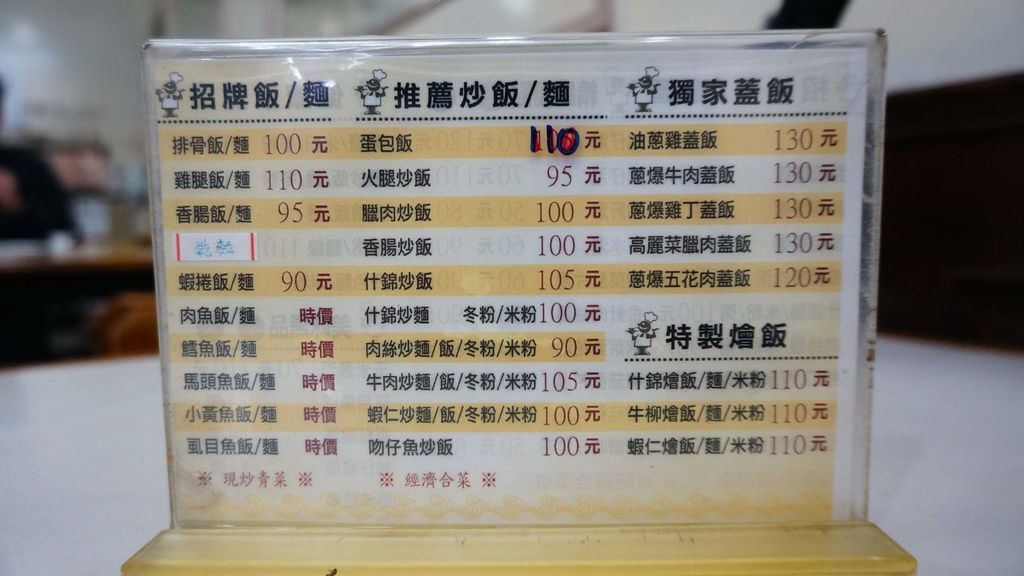 招牌飯/麵
排骨飯/麵 100 元
雞腿飯/麵 110 元
香腸飯/麵 95 元
乾麵
蝦捲飯/麵 90 元
肉魚飯/麵 時價
鱈魚飯/麵 時價
馬頭魚飯/麵 時價
小黃魚飯/麵 時價
虱目魚飯/麵 時價
※ 現炒青菜 ※
推薦炒飯/麵
蛋包飯 110 元
火腿炒飯 95 元
臘肉炒飯 100 元
香腸炒飯 100 元
什錦炒飯 105 元
什錦炒麵 冬粉/米粉 100 元
肉絲炒麵/飯/冬粉/米粉 90 元
牛肉炒麵/飯/冬粉/米粉 105 元
蝦仁炒麵/飯/冬粉/米粉 100 元
吻仔魚炒飯 100 元
※ 經濟合菜 ※
獨家蓋飯
油蔥雞蓋飯 130 元
蔥爆牛肉蓋飯 130 元
蔥爆雞丁蓋飯 130 元
高麗菜臘肉蓋飯 130 元
蔥爆五花肉蓋飯 120 元
特製燴飯
什錦燴飯/麵/米粉 110 元
牛柳燴飯/麵/米粉 110 元
蝦仁燴飯/麵/米粉 110 元